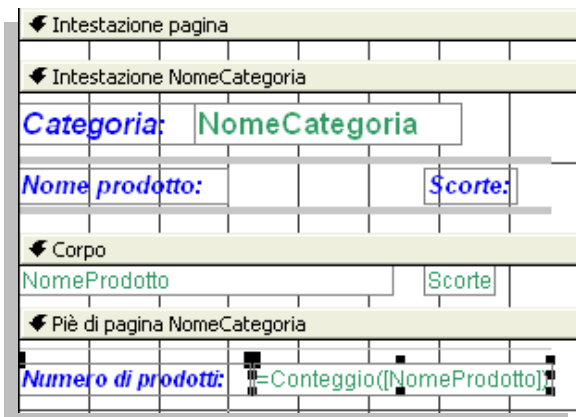 Intestazione pagina
Intestazione NomeCategoria
Categoria: NomeCategoria
Nome prodotto: Scorte:
Corpo
NomeProdotto Scorte
Piè di pagina NomeCategoria
Numero di prodotti: =Conteggio([NomeProdotto])